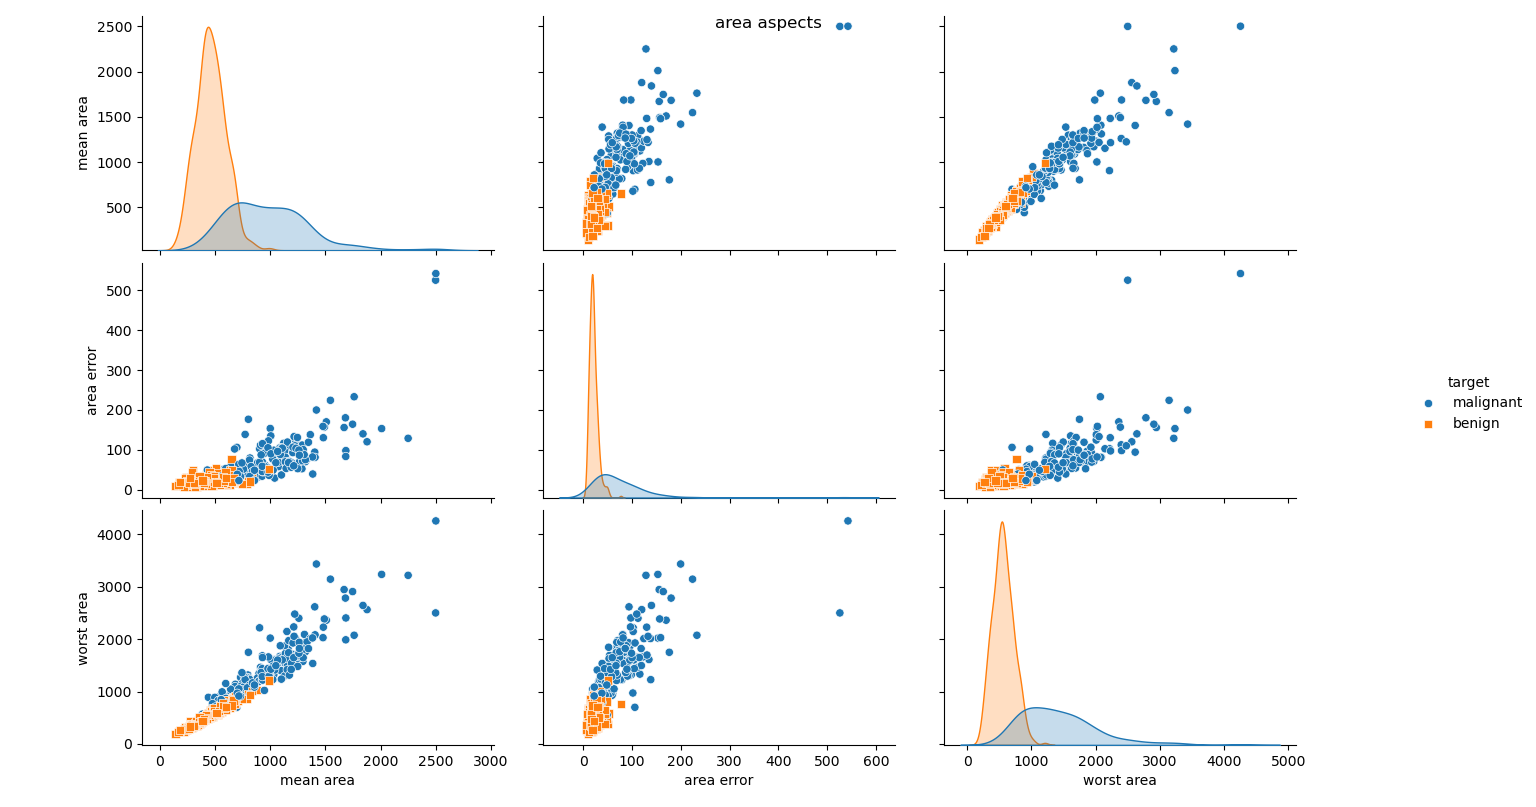 area aspects
mean area
2500
2000
1500
1000
500
area error
500
400
300
200
100
0
worst area
4000
3000
2000
1000
0
0 500 1000 1500 2000 2500 3000
mean area
0 100 200 300 400 500 600
area error
0 1000 2000 3000 4000 5000
worst area
target
malignant
benign